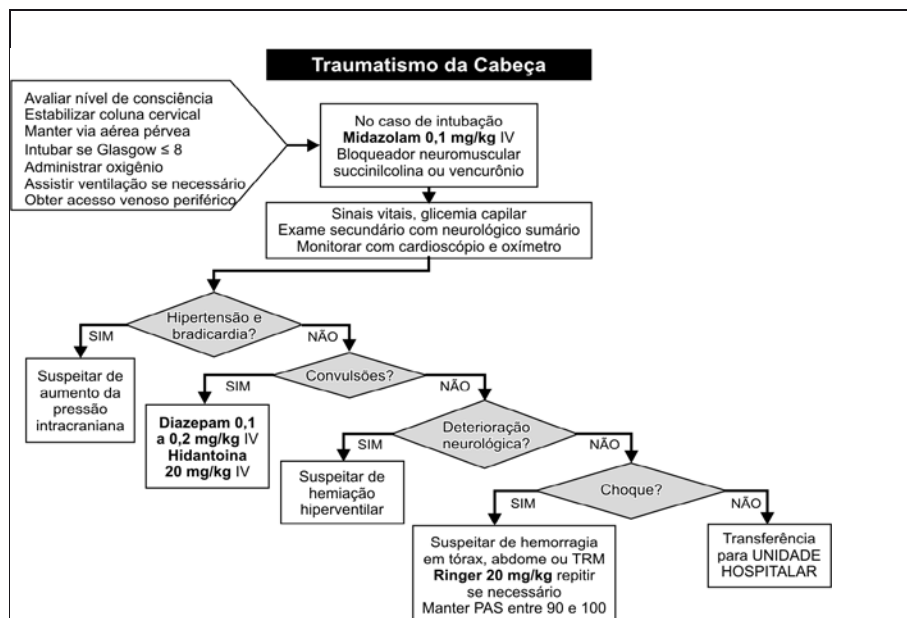 Traumatismo da Cabeça
Avaliar nível de consciência
Estabilizar coluna cervical
Manter via aérea pérvea
Intubar se Glasgow ≤ 8
Administrar oxigênio
Assistir ventilação se necessário
Obter acesso venoso periférico
No caso de intubação
Midazolam 0,1 mg/kg IV
Bloqueador neuromuscular
succinilcolina ou vencurônio
Sinais vitais, glicemia capilar
Exame secundário com neurológico sumário
Monitorar com cardioscópio e oxímetro
Hipertensão e
bradicardia?
SIM
NÃO
Suspeitar de
aumento da
pressão
intracraniana
Convulsões?
SIM
NÃO
Diazepam 0,1
a 0,2 mg/kg IV
Hidantoina
20 mg/kg IV
Deterioração
neurológica?
SIM
NÃO
Suspeitar de
hemiação
hiperventilar
Choque?
SIM
NÃO
Suspeitar de hemorragia
em tórax, abdome ou TRM
Ringer 20 mg/kg repitir
se necessário
Manter PAS entre 90 e 100
Transferência
para UNIDADE
HOSPITALAR